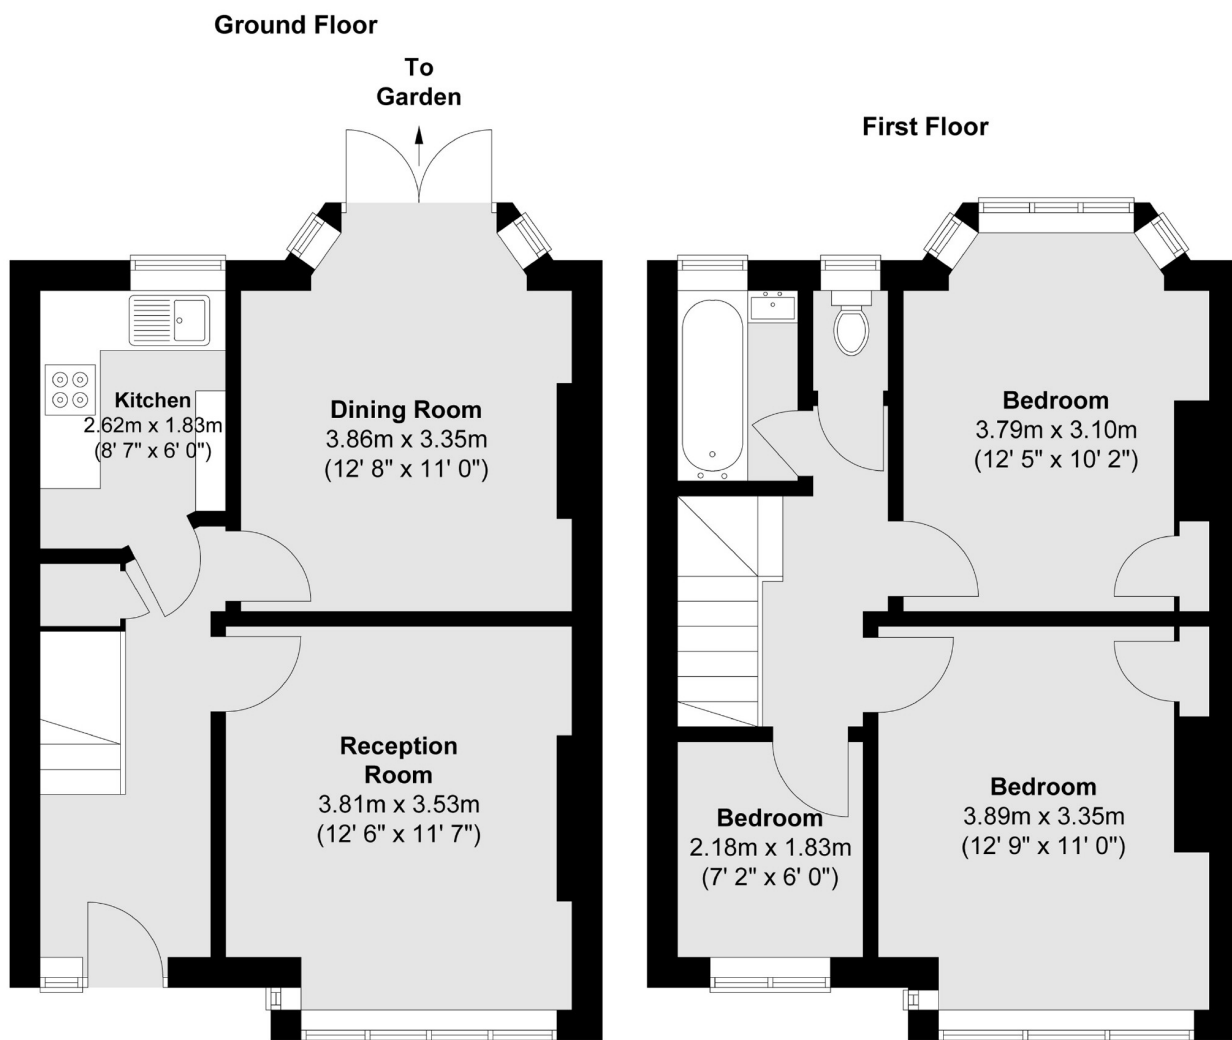 Ground Floor
To
Garden
Kitchen
2.62m x 1.83m
(8' 7" x 6' 0")
Dining Room
3.86m x 3.35m
(12' 8" x 11' 0")
Reception
Room
3.81m x 3.53m
(12' 6" x 11' 7")
First Floor
Bedroom
3.79m x 3.10m
(12' 5" x 10' 2")
Bedroom
3.89m x 3.35m
(12' 9" x 11' 0")
Bedroom
2.18m x 1.83m
(7' 2" x 6' 0")